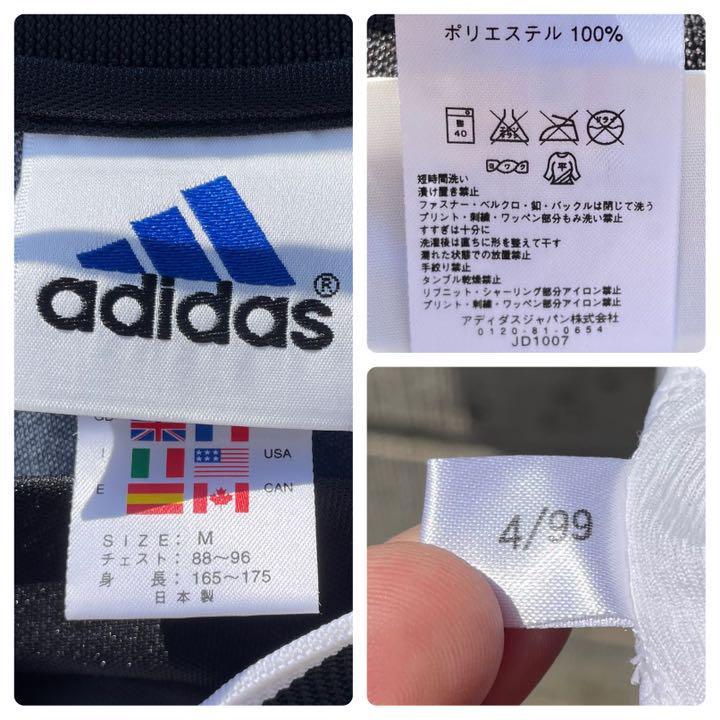 adidas®
I
USA
E
CAN
SIZE: M
チェスト: 88～96
身 長: 165～175
日本製
ポリエステル 100%
40
ヨワク
平
短時間洗い
漬け置き禁止
ファスナー・ベルクロ・釦・バックルは閉じて洗う
プリント・刺繍・ワッペン部分もみ洗い禁止
すすぎは十分に
洗濯後は直ちに形を整えて干す
濡れた状態での放置禁止
手絞り禁止
タンブル乾燥禁止
リブニット・シャーリング部分アイロン禁止
プリント・刺繍・ワッペン部分アイロン禁止
アディダスジャパン株式会社
0120-81-0654
JD1007
4/99